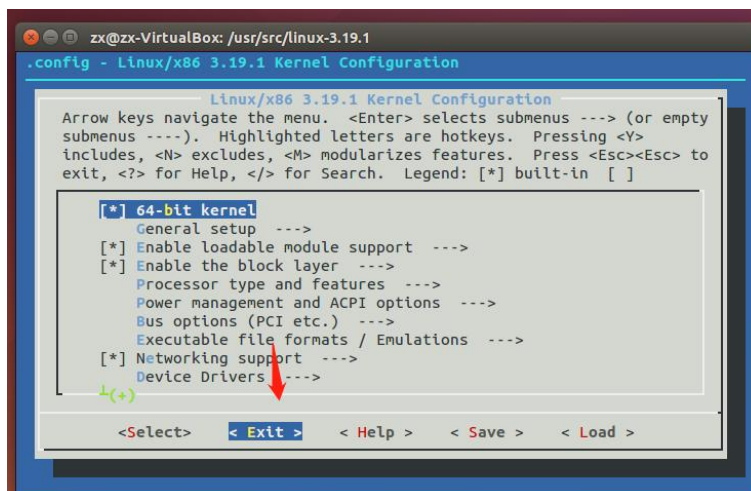 zx@zx-VirtualBox: /usr/src/linux-3.19.1
.config - Linux/x86 3.19.1 Kernel Configuration
Linux/x86 3.19.1 Kernel Configuration
Arrow keys navigate the menu.  <Enter> selects submenus ---> (or empty
submenus ----).  Highlighted letters are hotkeys.  Pressing <Y>
includes, <N> excludes, <M> modularizes features.  Press <Esc><Esc> to
exit, <?> for Help, </> for Search.  Legend: [*] built-in  [ ]
[*] 64-bit kernel
General setup  --->
[*] Enable loadable module support  --->
[*] Enable the block layer  --->
Processor type and features  --->
Power management and ACPI options  --->
Bus options (PCI etc.)  --->
Executable file formats / Emulations  --->
[*] Networking support  --->
Device Drivers  --->
┴(+)
<Select>    < Exit >    < Help >    < Save >    < Load >